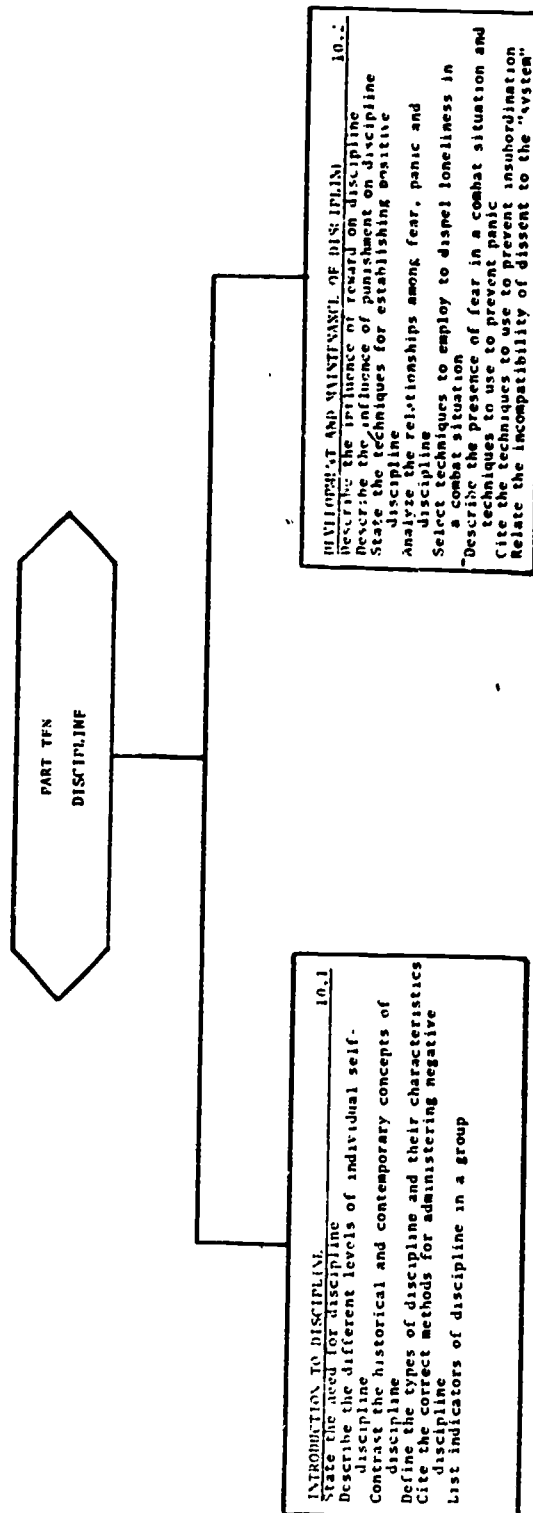 PART TEN
DISCIPLINE
INTRODUCTION TO DISCIPLINE 10.1
State the need for discipline
Describe the different levels of individual self-
discipline
Contrast the historical and contemporary concepts of
discipline
Define the types of discipline and their characteristics
Cite the correct methods for administering negative
discipline
List indicators of discipline in a group
DEVELOPMENT AND MAINTENANCE OF DISCIPLINE 10.2
Describe the influence of reward on discipline
Describe the influence of punishment on discipline
State the techniques for establishing positive
discipline
Analyze the relationships among fear, panic and
discipline
Select techniques to employ to dispel loneliness in
a combat situation
Describe the presence of fear in a combat situation and
techniques to use to prevent panic
Cite the techniques to use to prevent insubordination
Relate the incompatibility of dissent to the "system"